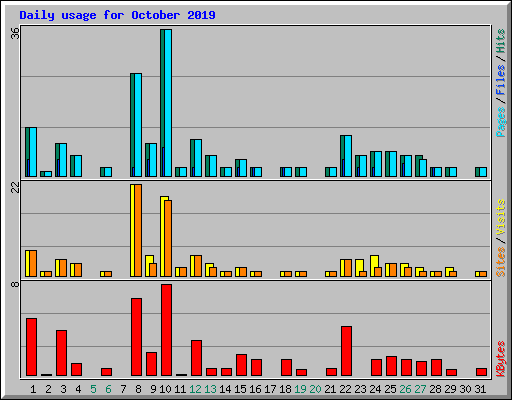 Daily usage for October 2019
36
22
8
Pages / Files / Hits
Sites / Visits
KBytes
1 2 3 4 5 6 7 8 9 10 11 12 13 14 15 16 17 18 19 20 21 22 23 24 25 26 27 28 29 30 31